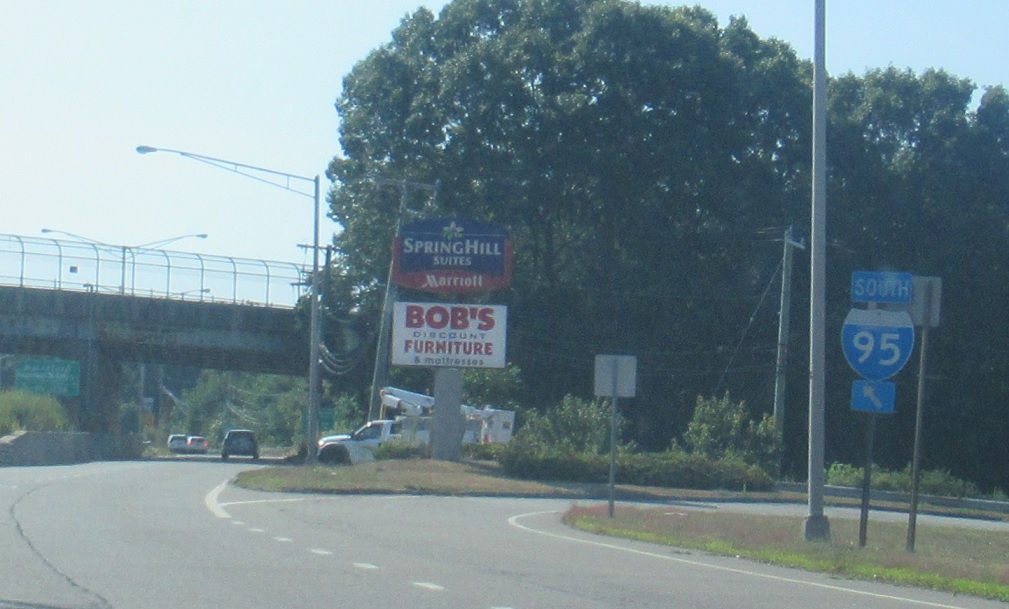 SPRINGHILL
SUITES
Marriott
BOB'S
DISCOUNT
FURNITURE
& mattresses
SOUTH
95